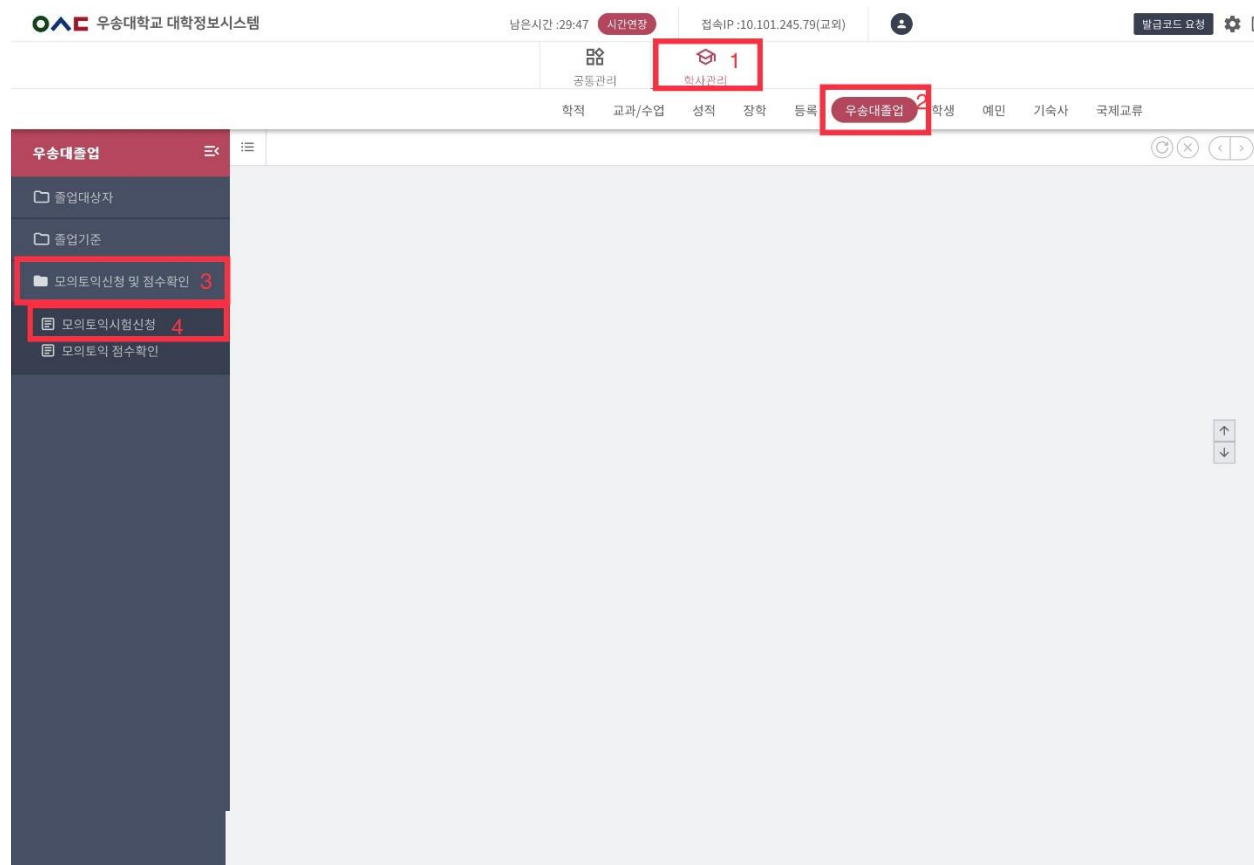 우송대학교 대학정보시스템
남은시간 :29:47 시간연장 접속IP :10.101.245.79(교외) 발급코드 요청
공통관리 학사관리 1
학적 교과/수업 성적 장학 등록 우송대졸업 2 학생 예민 기숙사 국제교류
우송대졸업
졸업대상자
졸업기준
모의토익신청 및 점수확인 3
모의토익시험신청 4
모의토익 점수확인